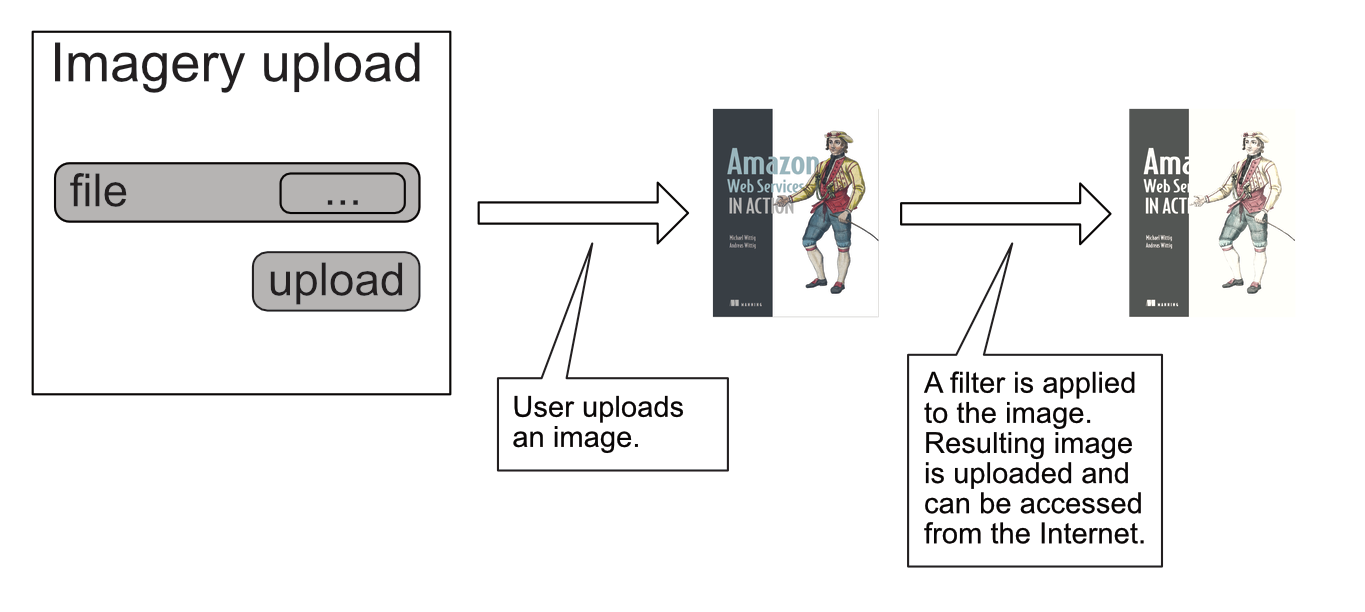 Imagery upload
file
...
upload
User uploads
an image.
Amazon
Web Services
IN ACTION
Michael Wittig
Andreas Wittig
MANNING
A filter is applied
to the image.
Resulting image
is uploaded and
can be accessed
from the Internet.
Ama
Web Ser
IN ACTI
Michael Wittig
Andreas Wittig
MANNING